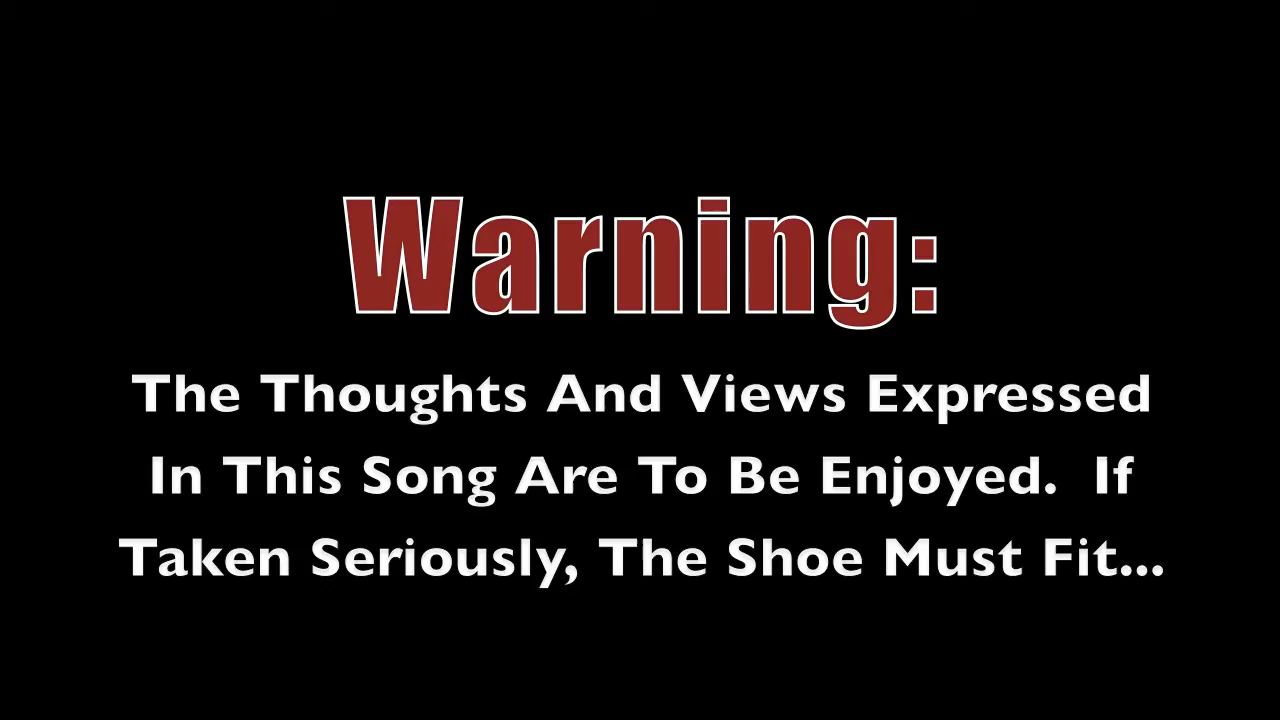 Warning:
The Thoughts And Views Expressed
In This Song Are To Be Enjoyed.  If
Taken Seriously, The Shoe Must Fit...